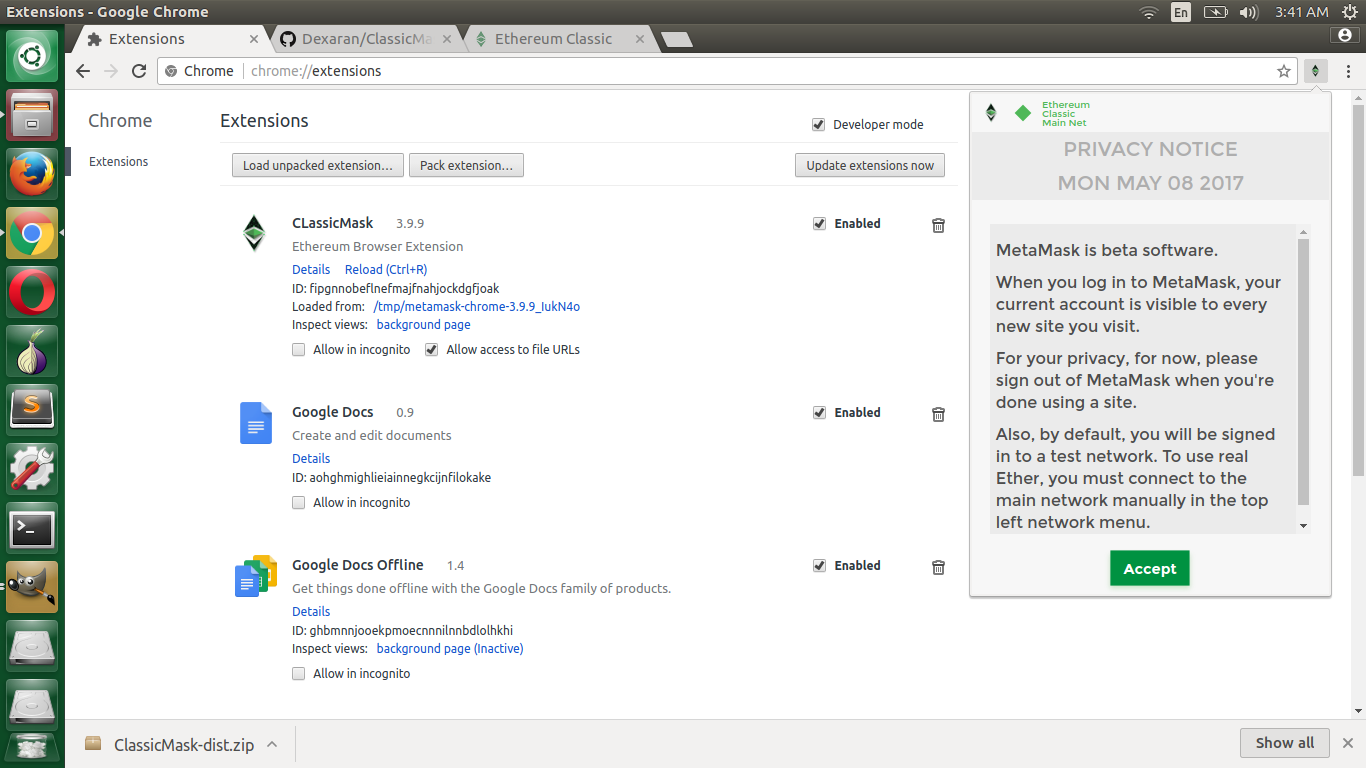 Extensions - Google Chrome
En
3:41 AM
Extensions
Dexaran/ClassicMa
Ethereum Classic
Chrome
chrome://extensions
Chrome
Extensions
Extensions
Developer mode
Load unpacked extension...
Pack extension...
Update extensions now
CLassicMask 3.9.9
Enabled
Ethereum Browser Extension
Details Reload (Ctrl+R)
ID: fipgnnobeflnefmajfnahjockdgfjoak
Loaded from: /tmp/metamask-chrome-3.9.9_IukN4o
Inspect views: background page
Allow in incognito
Allow access to file URLs
Google Docs 0.9
Enabled
Create and edit documents
Details
ID: aohghmighlieiainnegkcijnfilokake
Allow in incognito
Google Docs Offline 1.4
Enabled
Get things done offline with the Google Docs family of products.
Details
ID: ghbmnnjooekpmoecnnnilnnbdlolhkhi
Inspect views: background page (Inactive)
Allow in incognito
Ethereum
Classic
Main Net
PRIVACY NOTICE
MON MAY 08 2017
MetaMask is beta software.
When you log in to MetaMask, your
current account is visible to every
new site you visit.
For your privacy, for now, please
sign out of MetaMask when you're
done using a site.
Also, by default, you will be signed
in to a test network. To use real
Ether, you must connect to the
main network manually in the top
left network menu.
Accept
ClassicMask-dist.zip
Show all